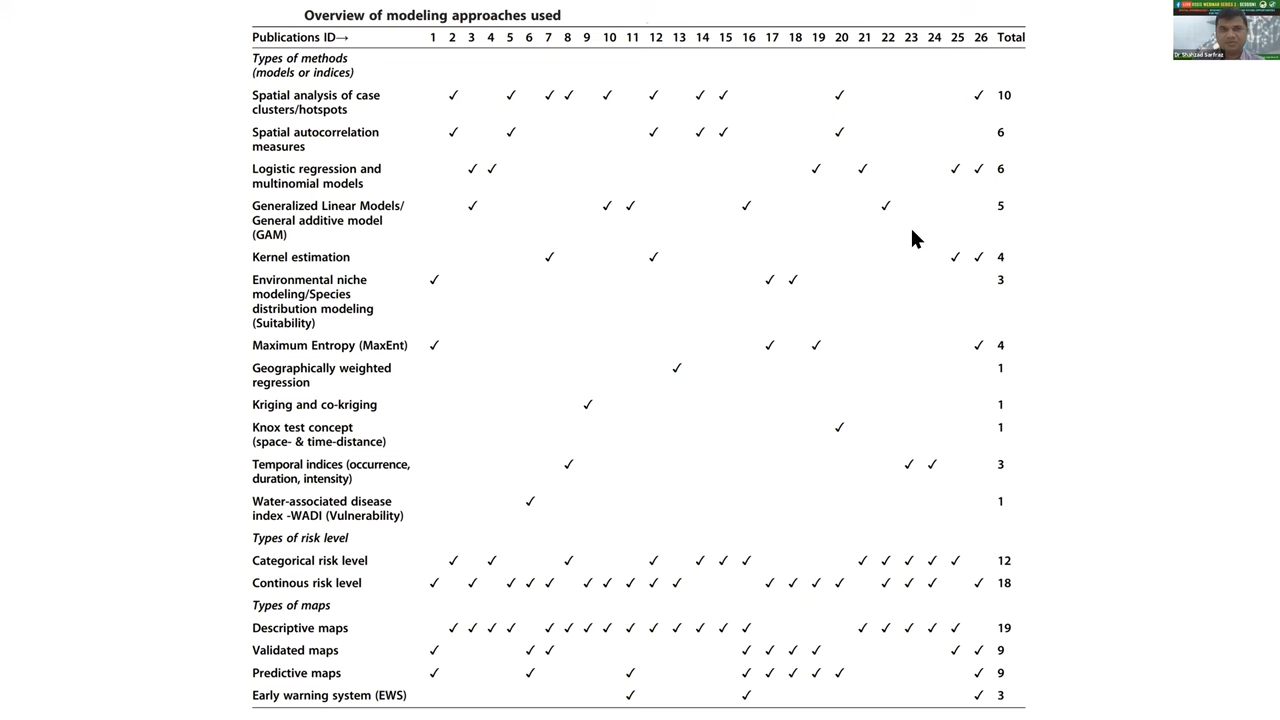 Overview of modeling approaches used
Publications ID→ 1 2 3 4 5 6 7 8 9 10 11 12 13 14 15 16 17 18 19 20 21 22 23 24 25 26 Total
Types of methods
(models or indices)
Spatial analysis of case ✓ ✓ ✓ ✓ ✓ ✓ ✓ ✓ ✓ ✓ 10
clusters/hotspots
Spatial autocorrelation ✓ ✓ ✓ ✓ ✓ ✓ 6
measures
Logistic regression and ✓ ✓ ✓ ✓ ✓ ✓ 6
multinomial models
Generalized Linear Models/ ✓ ✓ ✓ ✓ ✓ 5
General additive model
(GAM)
Kernel estimation ✓ ✓ ✓ ✓ 4
Environmental niche ✓ ✓ ✓ 3
modeling/Species
distribution modeling
(Suitability)
Maximum Entropy (MaxEnt) ✓ ✓ ✓ ✓ 4
Geographically weighted ✓ 1
regression
Kriging and co-kriging ✓ 1
Knox test concept ✓ 1
(space- & time-distance)
Temporal indices (occurrence, ✓ ✓ ✓ 3
duration, intensity)
Water-associated disease ✓ 1
index -WADI (Vulnerability)
Types of risk level
Categorical risk level ✓ ✓ ✓ ✓ ✓ ✓ ✓ ✓ ✓ ✓ ✓ ✓ 12
Continous risk level ✓ ✓ ✓ ✓ ✓ ✓ ✓ ✓ ✓ ✓ ✓ ✓ ✓ ✓ ✓ ✓ ✓ ✓ 18
Types of maps
Descriptive maps ✓ ✓ ✓ ✓ ✓ ✓ ✓ ✓ ✓ ✓ ✓ ✓ ✓ ✓ ✓ ✓ ✓ ✓ ✓ 19
Validated maps ✓ ✓ ✓ ✓ ✓ ✓ ✓ ✓ ✓ 9
Predictive maps ✓ ✓ ✓ ✓ ✓ ✓ ✓ ✓ ✓ 9
Early warning system (EWS) ✓ ✓ ✓ 3
Dr Shahzad Sarfraz